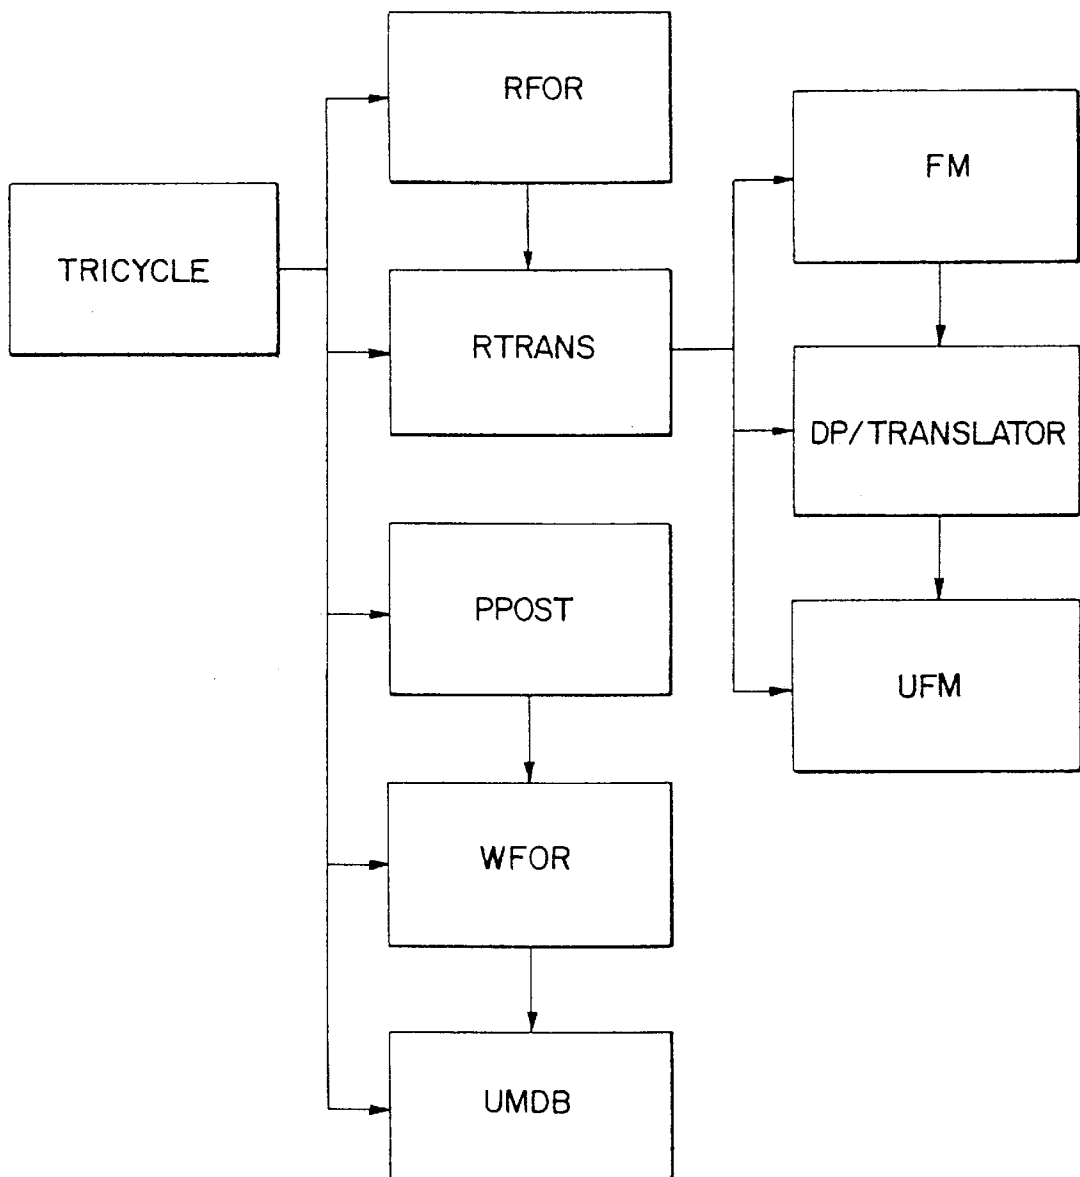 RFOR
FM
TRICYCLE
RTRANS
DP/TRANSLATOR
PPOST
UFM
WFOR
UMDB